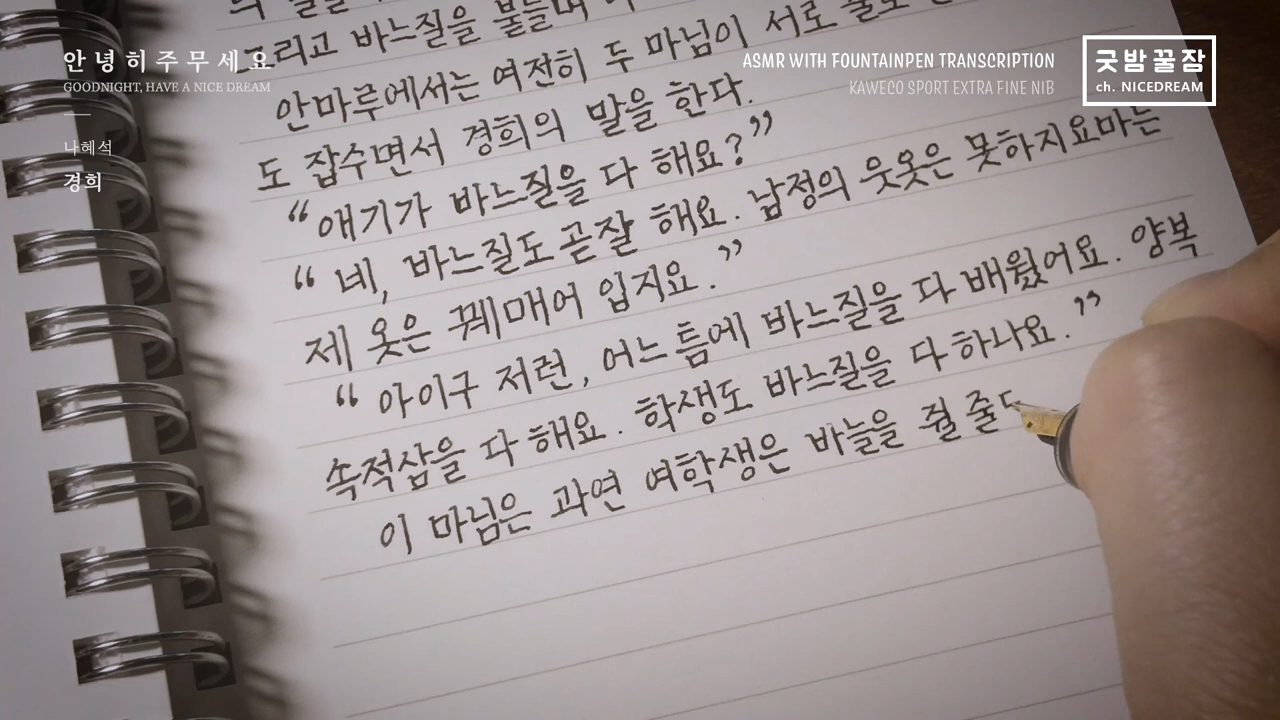 안녕히주무세요
GOODNIGHT, HAVE A NICE DREAM
나혜석
경희
ASMR WITH FOUNTAINPEN TRANSCRIPTION
KAWECO SPORT EXTRA FINE NIB
굿밤꿀잠
ch. NICEDREAM
바느질을 붙들며
그리고
안마루에서는 여전히 두 마님이 서로
도 잡수면서 경희의 말을 한다.
“애기가 바느질을 다 해요?”
“네, 바느질도 곧잘 해요. 남정의 웃옷은 못하지요마는
제 옷은 꿰매어 입지요.”
“아이구 저런, 어느 틈에 바느질을 다 배웠어요. 양복
속적삼을 다 해요. 학생도 바느질을 다 하나요.”
이 마님은 과연 여학생은 바늘을 쥘 줄